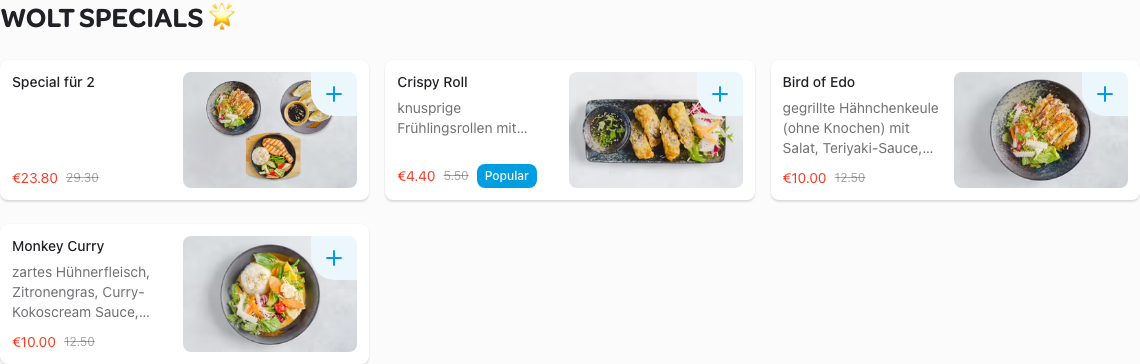 WOLT SPECIALS 🌟
Special für 2
€23.80 29.30
Crispy Roll
knusprige
Frühlingsrollen mit...
€4.40 5.50 Popular
Bird of Edo
gegrillte Hähnchenkeule
(ohne Knochen) mit
Salat, Teriyaki-Sauce,...
€10.00 12.50
Monkey Curry
zartes Hühnerfleisch,
Zitronengras, Curry-
Kokoscream Sauce,...
€10.00 12.50